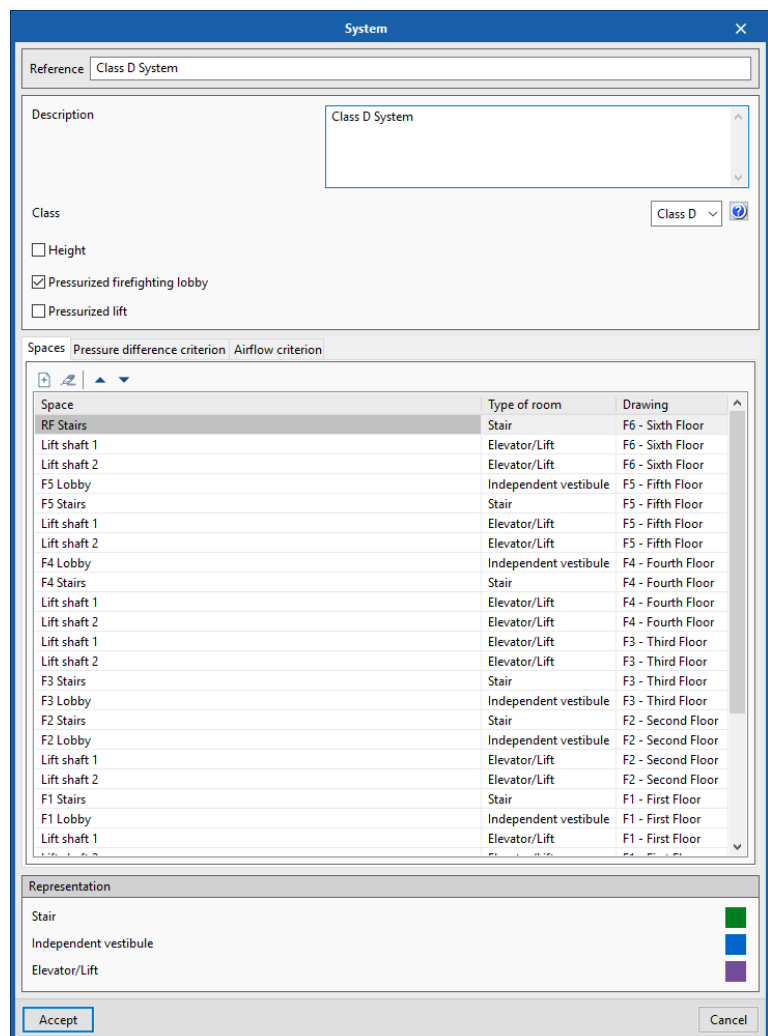 System
Reference Class D System
Description Class D System
Class Class D
Height
Pressurized firefighting lobby
Pressurized lift
Spaces Pressure difference criterion Airflow criterion
Space Type of room Drawing
RF Stairs Stair F6 - Sixth Floor
Lift shaft 1 Elevator/Lift F6 - Sixth Floor
Lift shaft 2 Elevator/Lift F6 - Sixth Floor
F5 Lobby Independent vestibule F5 - Fifth Floor
F5 Stairs Stair F5 - Fifth Floor
Lift shaft 1 Elevator/Lift F5 - Fifth Floor
Lift shaft 2 Elevator/Lift F5 - Fifth Floor
F4 Lobby Independent vestibule F4 - Fourth Floor
F4 Stairs Stair F4 - Fourth Floor
Lift shaft 1 Elevator/Lift F4 - Fourth Floor
Lift shaft 2 Elevator/Lift F4 - Fourth Floor
Lift shaft 1 Elevator/Lift F3 - Third Floor
Lift shaft 2 Elevator/Lift F3 - Third Floor
F3 Stairs Stair F3 - Third Floor
F3 Lobby Independent vestibule F3 - Third Floor
F2 Stairs Stair F2 - Second Floor
F2 Lobby Independent vestibule F2 - Second Floor
Lift shaft 1 Elevator/Lift F2 - Second Floor
Lift shaft 2 Elevator/Lift F2 - Second Floor
F1 Stairs Stair F1 - First Floor
F1 Lobby Independent vestibule F1 - First Floor
Lift shaft 1 Elevator/Lift F1 - First Floor
Representation
Stair
Independent vestibule
Elevator/Lift
Accept Cancel